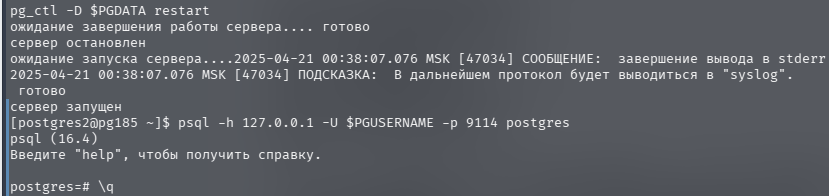 pg_ctl -D $PGDATA restart
ожидание завершения работы сервера.... готово
сервер остановлен
ожидание запуска сервера....2025-04-21 00:38:07.076 MSK [47034] СООБЩЕНИЕ:  завершение вывода в stderr
2025-04-21 00:38:07.076 MSK [47034] ПОДСКАЗКА:  В дальнейшем протокол будет выводиться в "syslog".
 готово
сервер запущен
[postgres2@pg185 ~]$ psql -h 127.0.0.1 -U $PGUSERNAME -p 9114 postgres
psql (16.4)
Введите "help", чтобы получить справку.
postgres=# \q